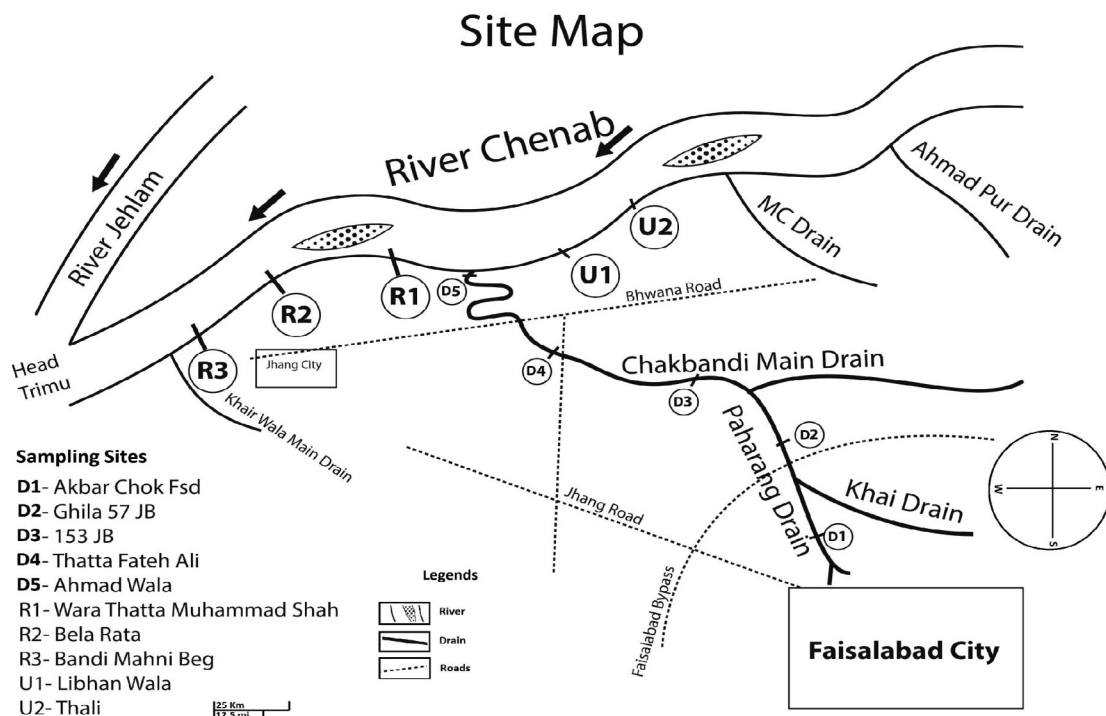 Site Map
River Chenab
River Jehlam
Ahmad Pur Drain
MC Drain
U2
U1
Bhwana Road
D5
R1
R2
R3
Head
Trimu
Jhang City
Khair Wala Main Drain
D4
Chakbandi Main Drain
D3
D2
Paharang Drain
Khai Drain
D1
Jhang Road
Faisalabad Bypass
Faisalabad City
N
E
S
W
Sampling Sites
D1- Akbar Chok Fsd
D2- Ghila 57 JB
D3- 153 JB
D4- Thatta Fateh Ali
D5- Ahmad Wala
R1- Wara Thatta Muhammad Shah
R2- Bela Rata
R3- Bandi Mahni Beg
U1- Libhan Wala
U2- Thali
Legends
River
Drain
Roads
25 Km
12.5 mi